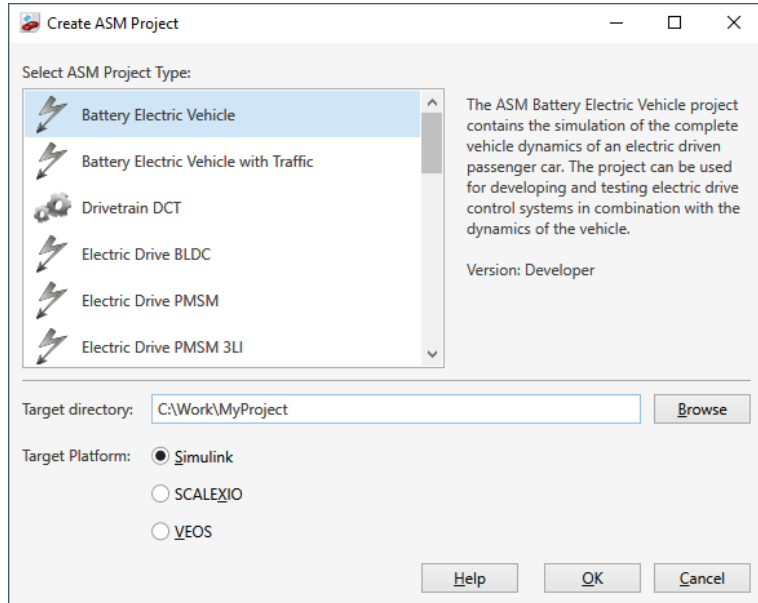 Create ASM Project
Select ASM Project Type:
Battery Electric Vehicle
Battery Electric Vehicle with Traffic
Drivetrain DCT
Electric Drive BLDC
Electric Drive PMSM
Electric Drive PMSM 3LI
The ASM Battery Electric Vehicle project
contains the simulation of the complete
vehicle dynamics of an electric driven
passenger car. The project can be used
for developing and testing electric drive
control systems in combination with the
dynamics of the vehicle.
Version: Developer
Target directory: C:\Work\MyProject Browse
Target Platform: Simulink
SCALEXIO
VEOS
Help OK Cancel